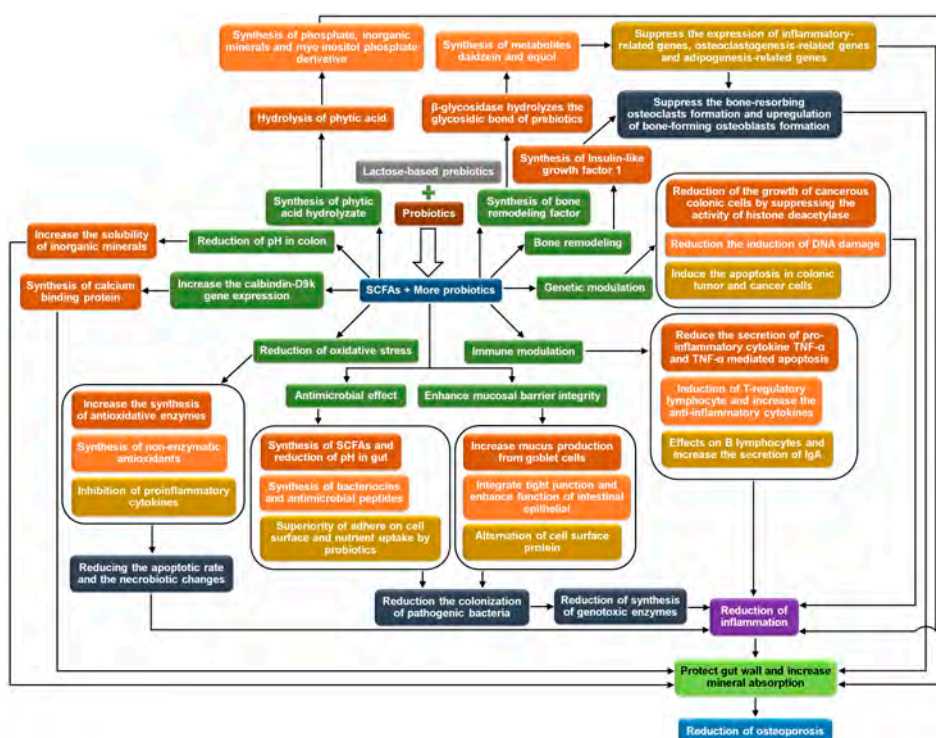 Synthesis of phosphate, inorganic
minerals and myo inositol phosphate
derivative
Synthesis of metabolites
daidzein and equol
Suppress the expression of inflammatory-
related genes, osteoclastogenesis-related genes
and adipogenesis-related genes
Hydrolysis of phytic acid
β-glycosidase hydrolyzes the
glycosidic bond of prebiotics
Suppress the bone-resorbing
osteoclasts formation and upregulation
of bone-forming osteoblasts formation
Lactose-based prebiotics
+
Probiotics
Synthesis of Insulin-like
growth factor 1
Synthesis of phytic
acid hydrolyzate
Synthesis of bone
remodeling factor
Increase the solubility
of inorganic minerals
Reduction of pH in colon
Bone remodeling
Reduction of the growth of cancerous
colonic cells by suppressing the
activity of histone deacetylase
Reduction the induction of DNA damage
Induce the apoptosis in colonic
tumor and cancer cells
Synthesis of calcium
binding protein
Increase the calbindin-D9k
gene expression
SCFAs + More probiotics
Genetic modulation
Reduction of oxidative stress
Immune modulation
Reduce the secretion of pro-
inflammatory cytokine TNF-α
and TNF-α mediated apoptosis
Induction of T-regulatory
lymphocyte and increase the
anti-inflammatory cytokines
Effects on B lymphocytes and
increase the secretion of IgA
Antimicrobial effect
Enhance mucosal barrier integrity
Increase the synthesis
of antioxidative enzymes
Synthesis of non-enzymatic
antioxidants
Inhibition of proinflammatory
cytokines
Synthesis of SCFAs and
reduction of pH in gut
Synthesis of bacteriocins
and antimicrobial peptides
Superiority of adhere on cell
surface and nutrient uptake by
probiotics
Increase mucus production
from goblet cells
Integrate tight junction and
enhance function of intestinal
epithelial
Alternation of cell surface
protein
Reducing the apoptotic rate
and the necrobiotic changes
Reduction the colonization
of pathogenic bacteria
Reduction of synthesis
of genotoxic enzymes
Reduction of
inflammation
Protect gut wall and increase
mineral absorption
Reduction of osteoporosis